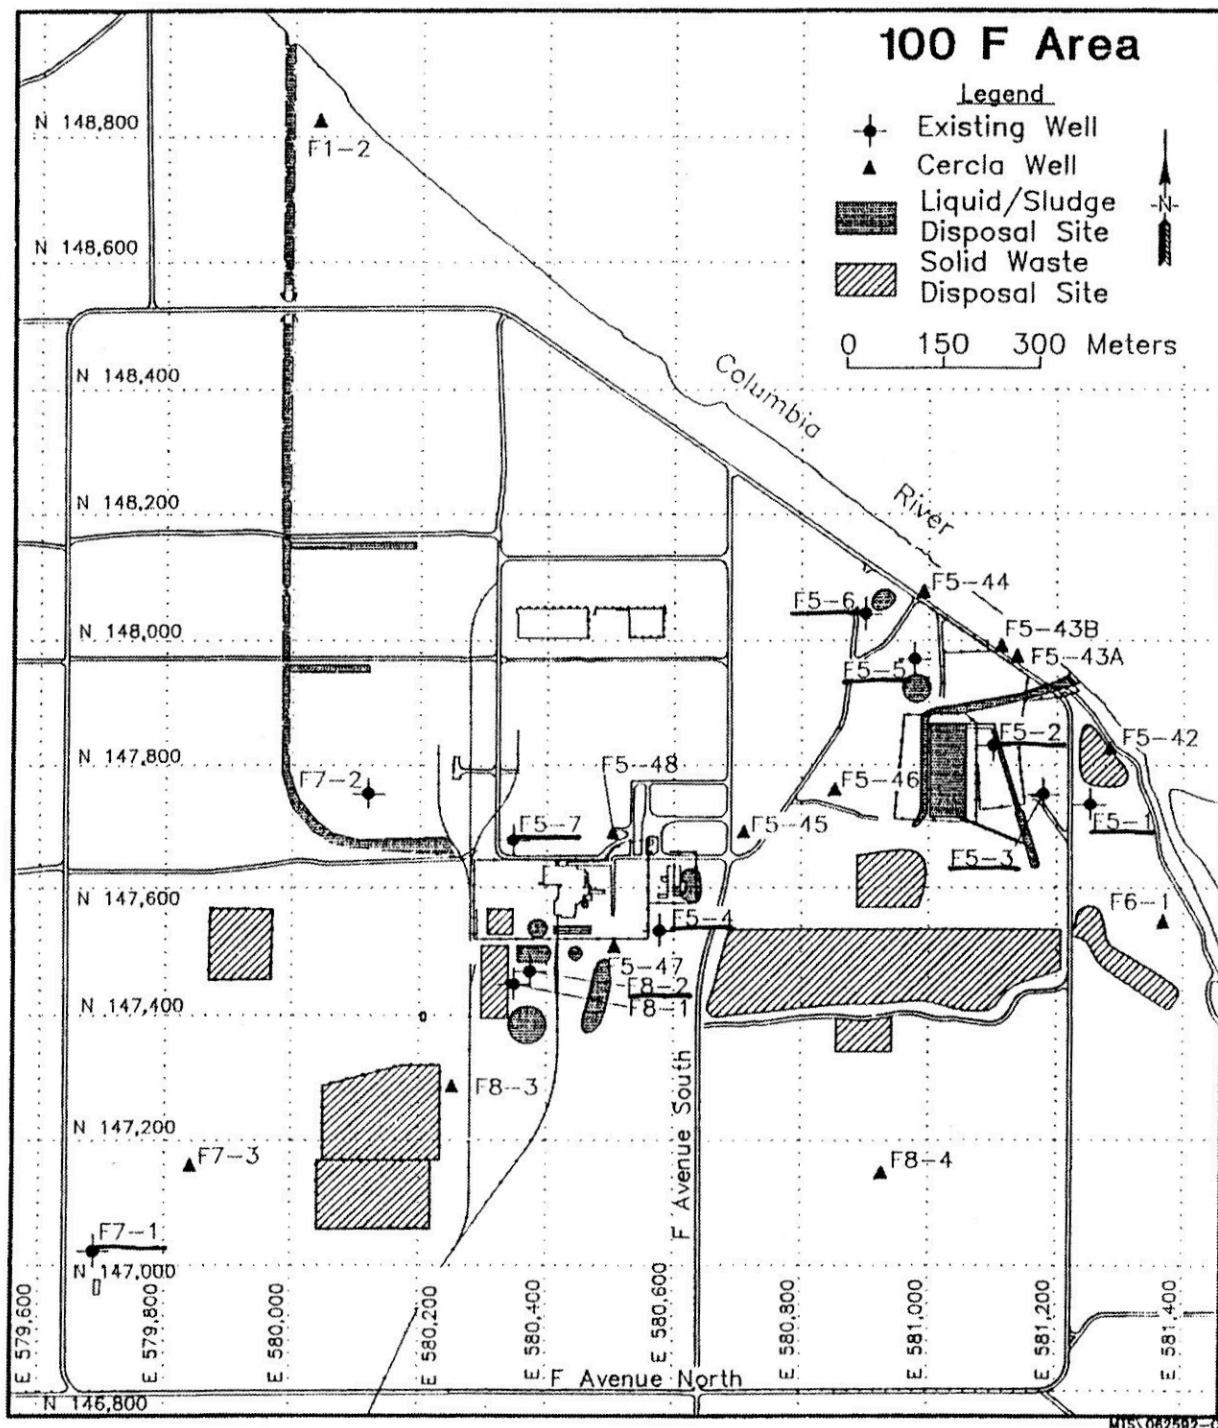 100 F Area
Legend
Existing Well
Cercla Well
Liquid/Sludge
Disposal Site
Solid Waste
Disposal Site
-N-
0 150 300 Meters
N 148,800
F1-2
N 148,600
N 148,400
Columbia
N 148,200
River
F5-44
F5-6
N 148,000
F5-43B
F5-43A
F5-5
F5-2
F5-42
N 147,800
F7-2
F5-48
F5-46
F5-7
F5-45
F5-1
F5-3
N 147,600
F6-1
F5-4
F5-47
F8-2
F8-1
N 147,400
F8-3
F Avenue South
N 147,200
F7-3
F8-4
F7-1
N 147,000
E 579,600
E 579,800
E 580,000
E 580,200
E 580,400
E 580,600
E 580,800
E 581,000
E 581,200
E 581,400
F Avenue North
N 146,800